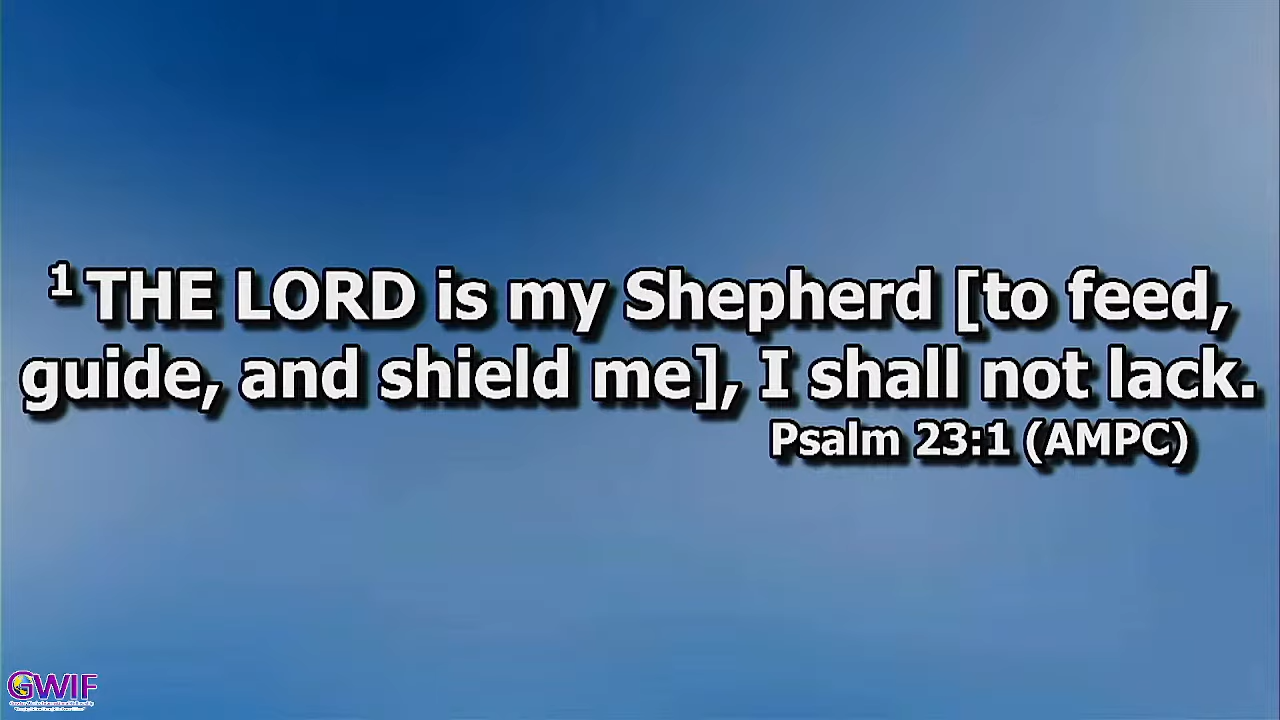 ¹ THE LORD is my Shepherd [to feed,
guide, and shield me], I shall not lack.
Psalm 23:1 (AMPC)
GWIF